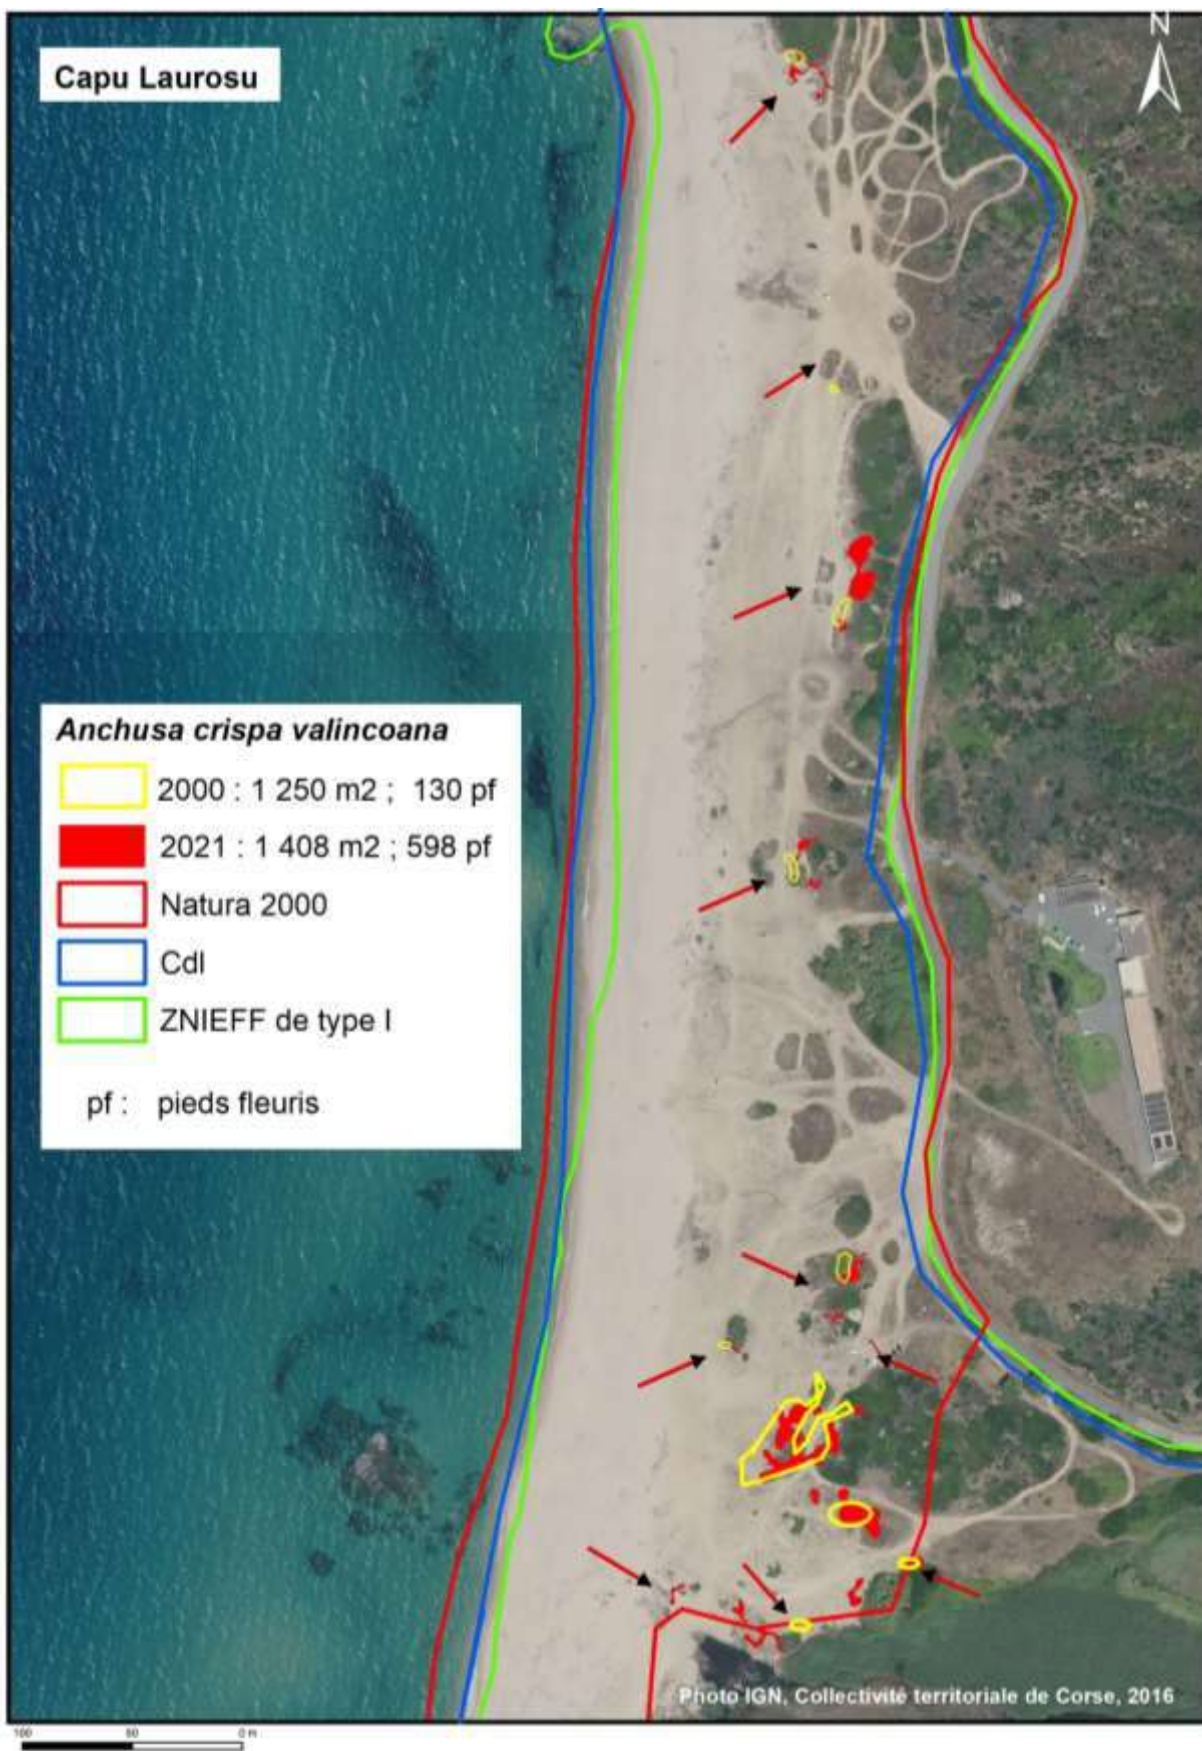 N
Capu Laurosu
Anchusa crispa valincoana
2000 : 1 250 m2 ; 130 pf
2021 : 1 408 m2 ; 598 pf
Natura 2000
Cdl
ZNIEFF de type I
pf : pieds fleuris
Photo IGN, Collectivité territoriale de Corse, 2016
100 50 0 m